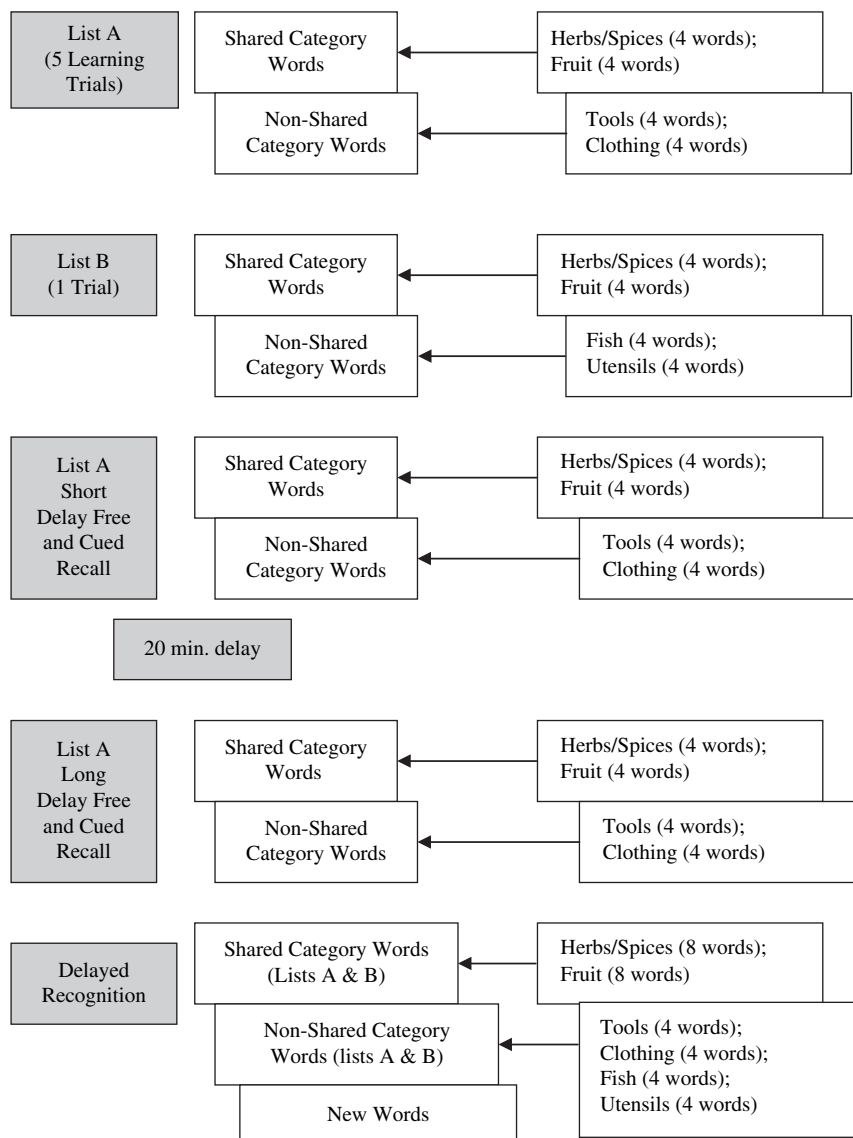 List A
(5 Learning
Trials)
Shared Category
Words
Herbs/Spices (4 words);
Fruit (4 words)
Non-Shared
Category Words
Tools (4 words);
Clothing (4 words)
List B
(1 Trial)
Shared Category
Words
Herbs/Spices (4 words);
Fruit (4 words)
Non-Shared
Category Words
Fish (4 words);
Utensils (4 words)
List A
Short
Delay Free
and Cued
Recall
Shared Category
Words
Herbs/Spices (4 words);
Fruit (4 words)
Non-Shared
Category Words
Tools (4 words);
Clothing (4 words)
20 min. delay
List A
Long
Delay Free
and Cued
Recall
Shared Category
Words
Herbs/Spices (4 words);
Fruit (4 words)
Non-Shared
Category Words
Tools (4 words);
Clothing (4 words)
Delayed
Recognition
Shared Category Words
(Lists A & B)
Herbs/Spices (8 words);
Fruit (8 words)
Non-Shared Category
Words (lists A & B)
Tools (4 words);
Clothing (4 words);
Fish (4 words);
Utensils (4 words)
New Words